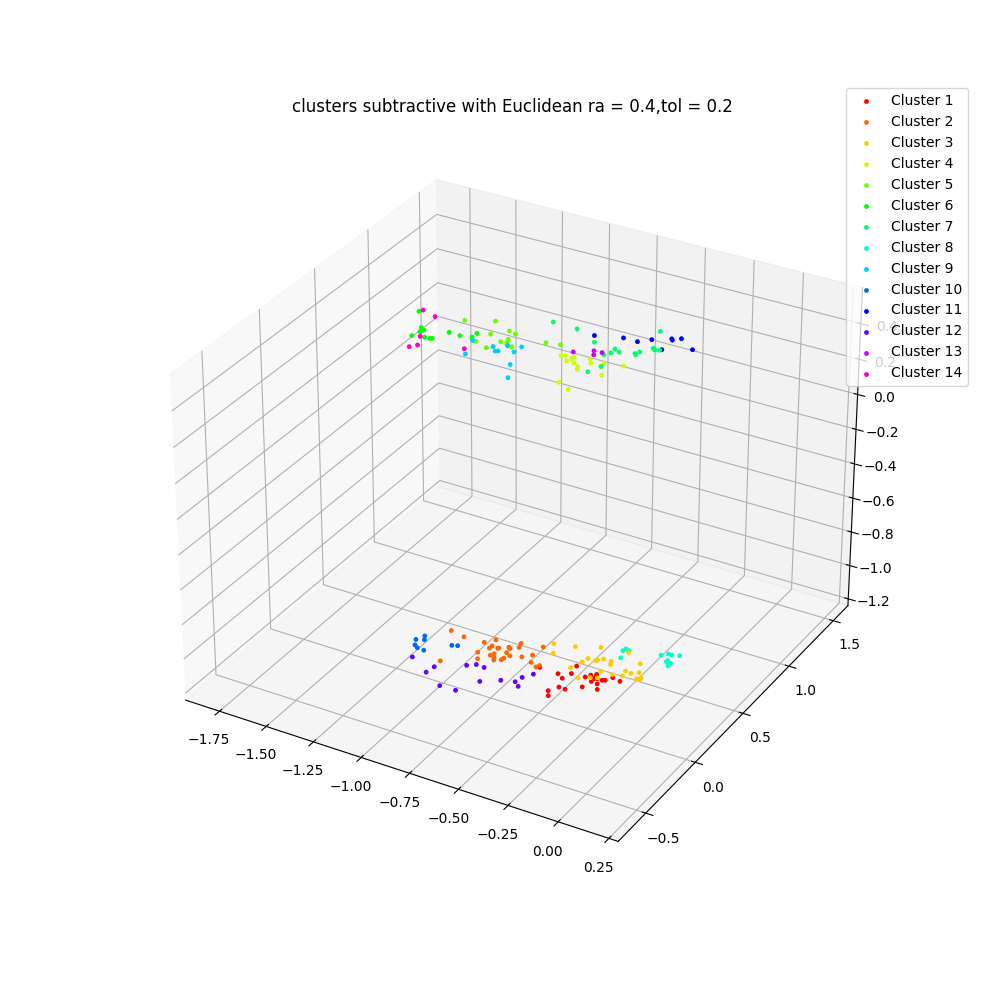 clusters subtractive with Euclidean ra = 0.4,tol = 0.2
Cluster 1
Cluster 2
Cluster 3
Cluster 4
Cluster 5
Cluster 6
Cluster 7
Cluster 8
Cluster 9
Cluster 10
Cluster 11
Cluster 12
Cluster 13
Cluster 14
0.4
0.2
0.0
−0.2
−0.4
−0.6
−0.8
−1.0
−1.2
1.5
1.0
0.5
0.0
−0.5
−1.75
−1.50
−1.25
−1.00
−0.75
−0.50
−0.25
0.00
0.25